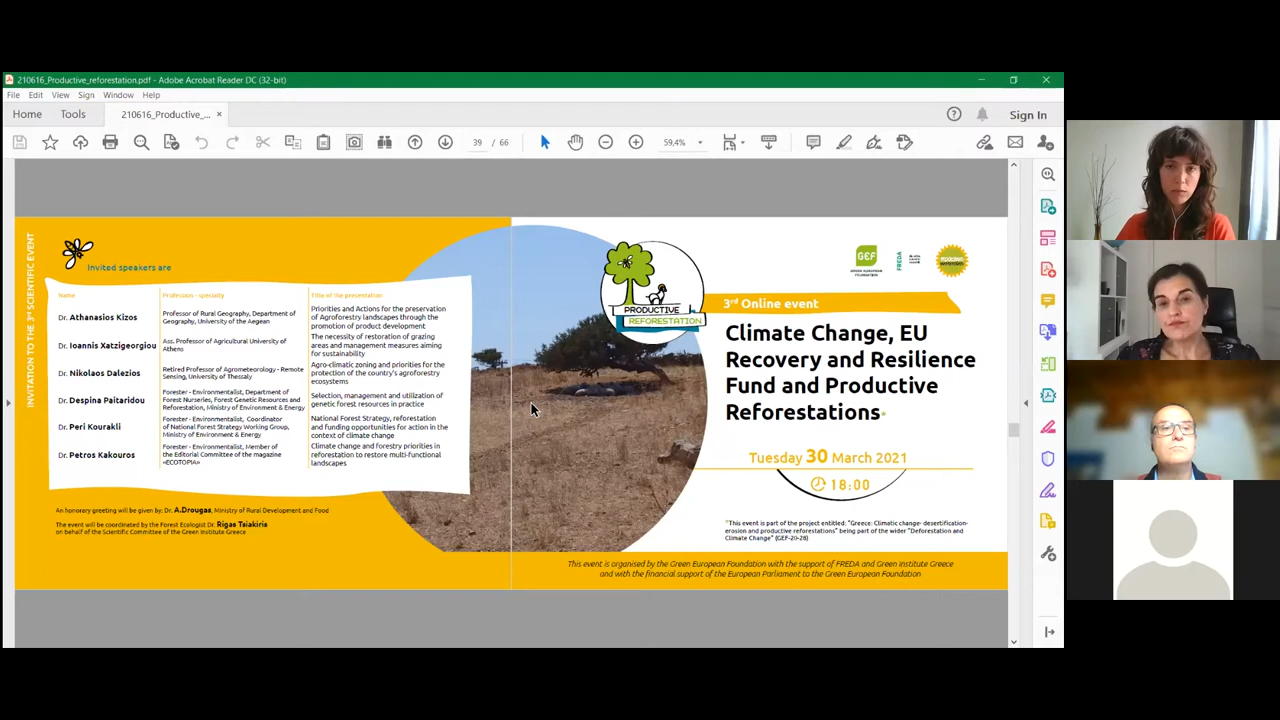 210616_Productive_reforestation.pdf - Adobe Acrobat Reader DC (32-bit)
File Edit View Sign Window Help
Home Tools 210616_Productive_... × Sign In
39 / 66 59,4%
INVITATION TO THE 3rd SCIENTIFIC EVENT
Invited speakers are
Name Profession - specialty Title of the presentation
Dr. Athanasios Kizos
Professor of Rural Geography, Department of
Geography, University of the Aegean
Priorities and Actions for the preservation
of Agroforestry landscapes through the
promotion of product development
Dr. Ioannis Xatzigeorgiou
Ass. Professor of Agricultural University of
Athens
The necessity of restoration of grazing
areas and management measures aiming
for sustainability
Dr. Nikolaos Dalezios
Retired Professor of Agrometeorology - Remote
Sensing, University of Thessaly
Agro-climatic zoning and priorities for the
protection of the country's agroforestry
ecosystems
Dr. Despina Paitaridou
Forester - Environmentalist, Department of
Forest Nurseries, Forest Genetic Resources and
Reforestation, Ministry of Environment & Energy
Selection, management and utilization of
genetic forest resources in practice
Dr. Peri Kourakli
Forester - Environmentalist, Coordinator
of National Forest Strategy Working Group,
Ministry of Environment & Energy
National Forest Strategy, reforestation
and funding opportunities for action in the
context of climate change
Dr. Petros Kakouros
Forester - Environmentalist, Member of
the Editorial Committee of the magazine
«ECOTOPIA»
Climate change and forestry priorities in
reforestation to restore multi-functional
landscapes
An honorary greeting will be given by: Dr. A.Drougas, Ministry of Rural Development and Food
The event will be coordinated by the Forest Ecologist Dr. Rigas Tsiakiris
on behalf of the Scientific Committee of the Green Institute Greece
PRODUCTIVE
REFORESTATION
GEF
GREEN EUROPEAN
FOUNDATION
FREDA
3rd Online event
Climate Change, EU
Recovery and Resilience
Fund and Productive
Reforestations*
Tuesday 30 March 2021
18:00
*This event is part of the project entitled: "Greece: Climatic change- desertification-
erosion and productive reforestations" being part of the wider "Deforestation and
Climate Change" (GEF-20-28)
This event is organised by the Green European Foundation with the support of FREDA and Green Institute Greece
and with the financial support of the European Parliament to the Green European Foundation